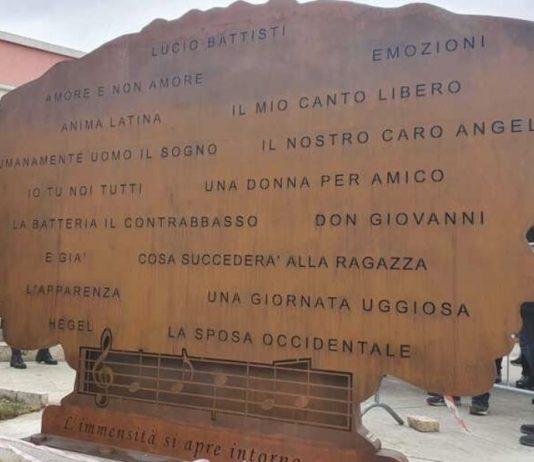 LUCIO BATTISTI
EMOZIONI
AMORE E NON AMORE
IL MIO CANTO LIBERO
ANIMA LATINA
IL NOSTRO CARO ANGEL
UMANAMENTE UOMO IL SOGNO
UNA DONNA PER AMICO
IO TU NOI TUTTI
LA BATTERIA IL CONTRABBASSO
DON GIOVANNI
E GIA'
COSA SUCCEDERA' ALLA RAGAZZA
L'APPARENZA
UNA GIORNATA UGGIOSA
HEGEL
LA SPOSA OCCIDENTALE
L'immensità si apre intorno